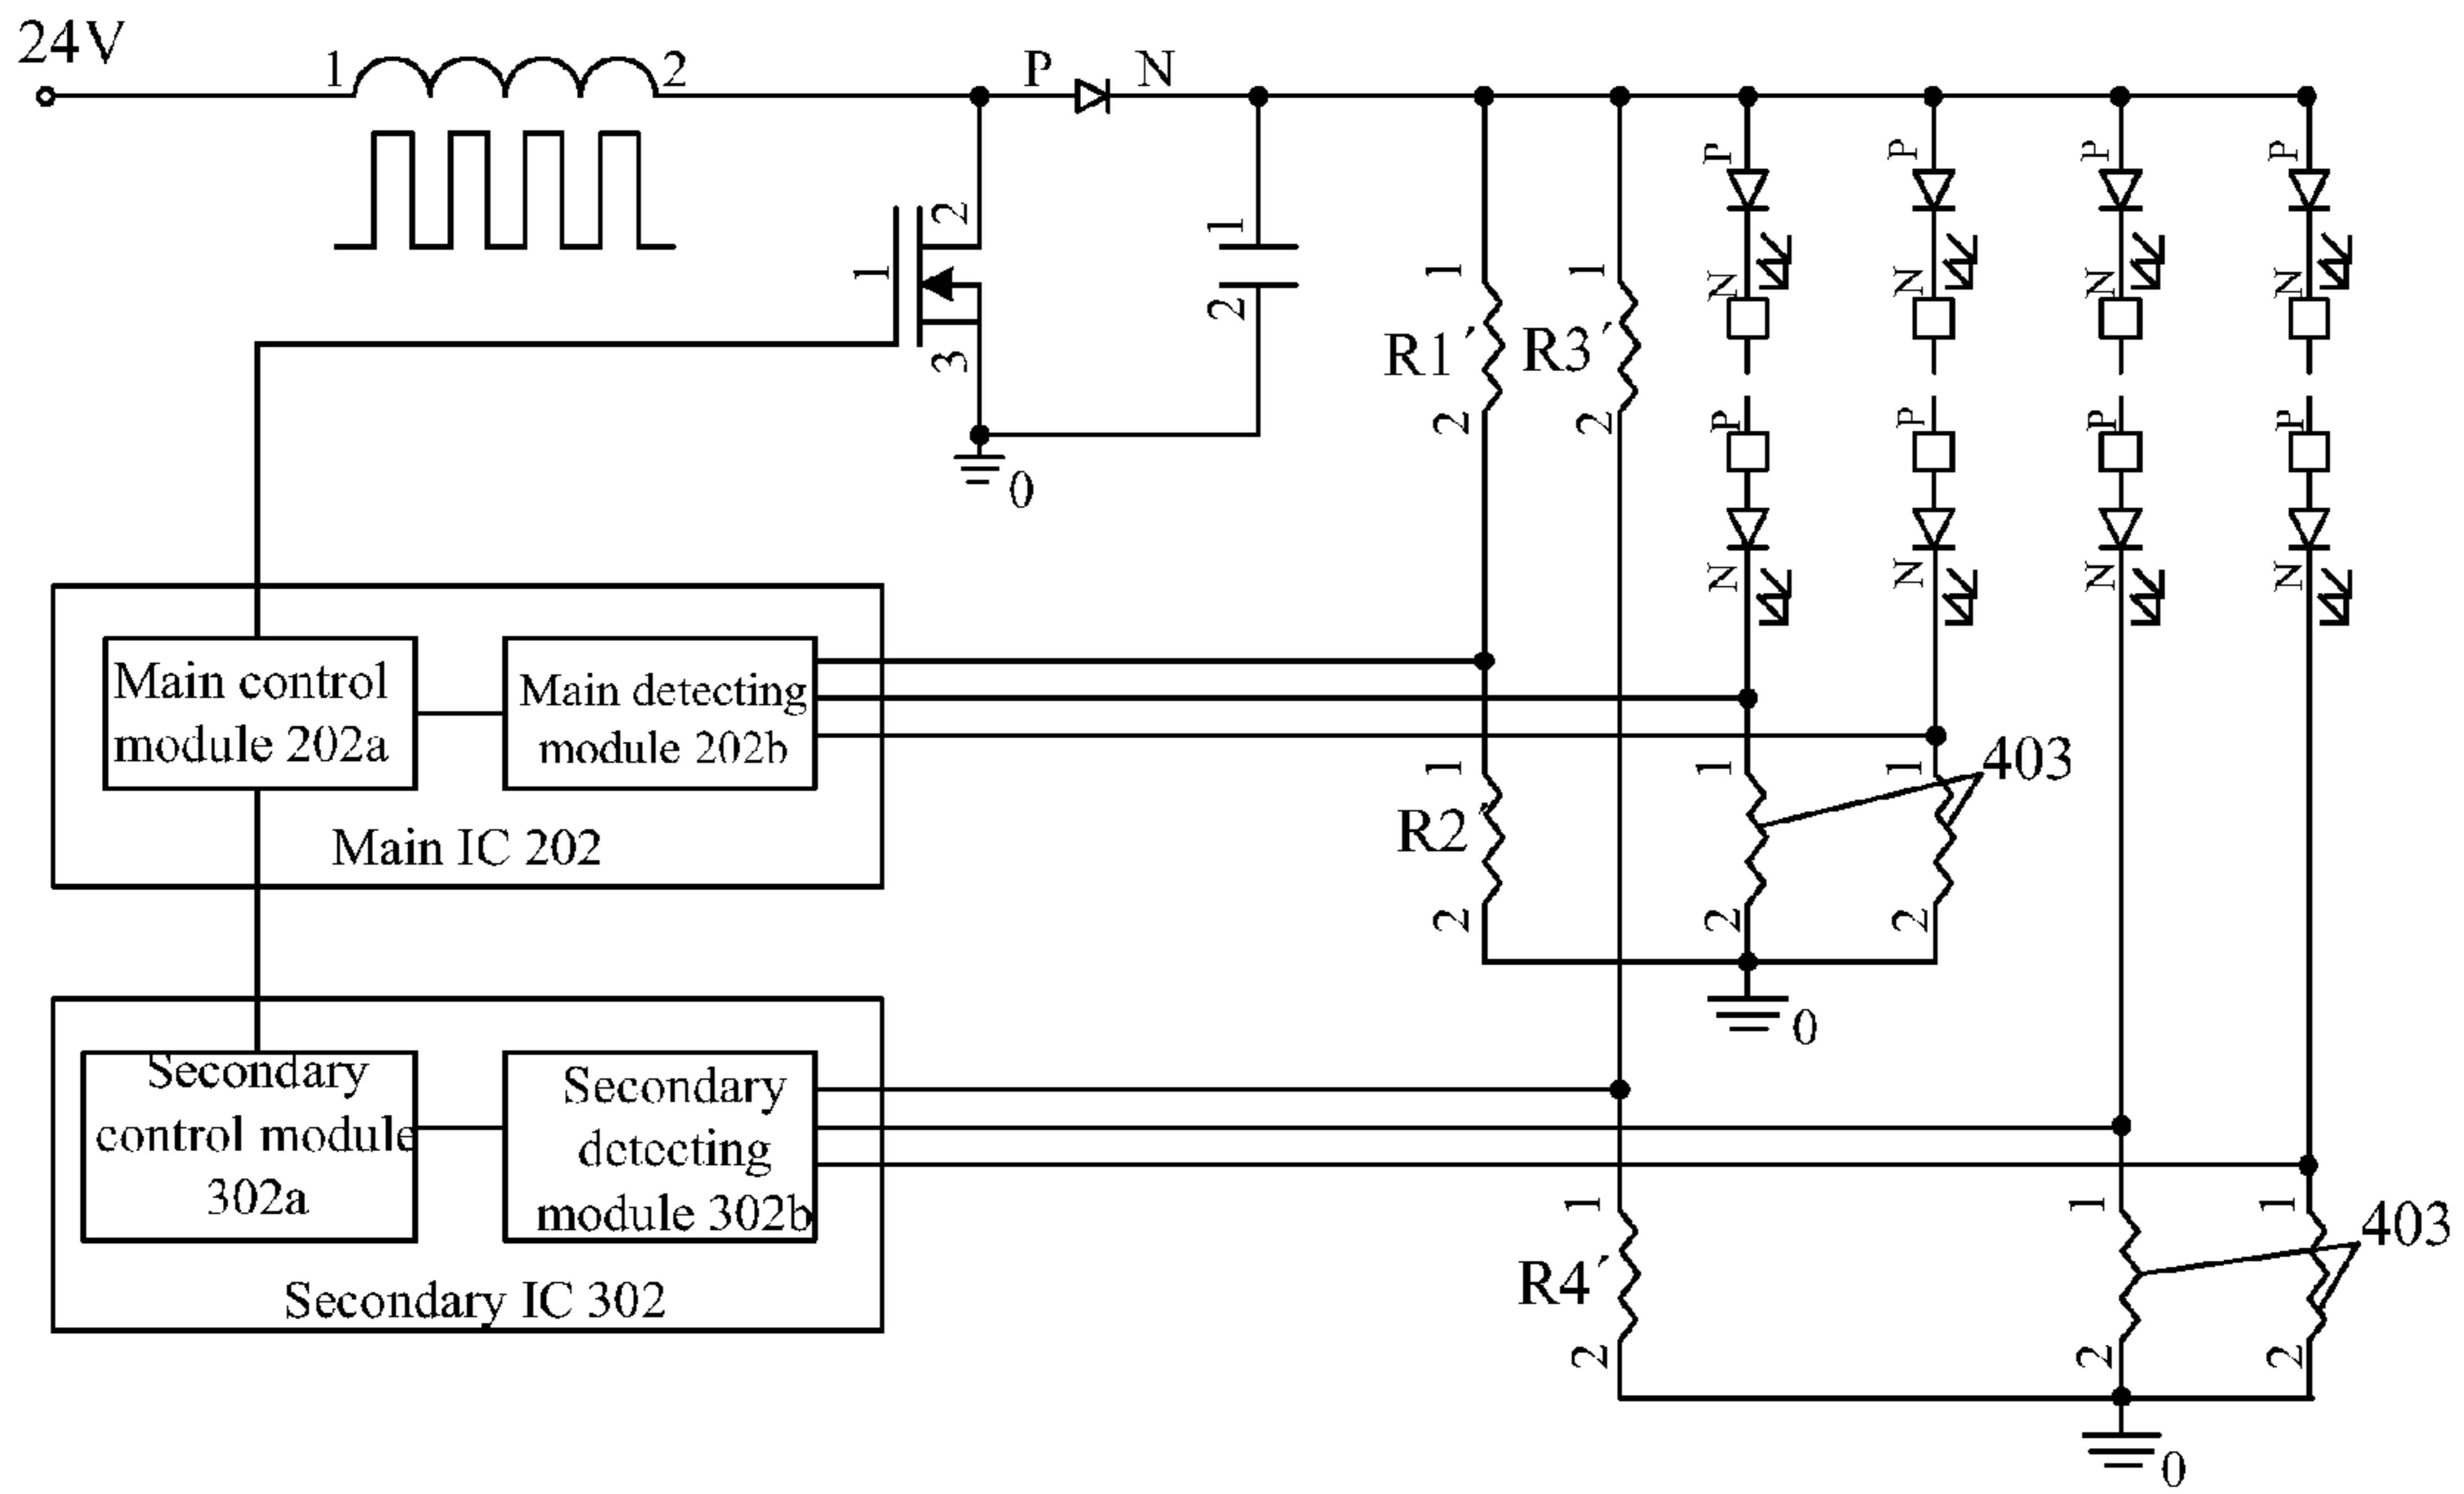 24V
1
2
P
N
P
P
P
P
1
2
3
1
2
1
R1´
2
1
R3´
2
N
N
N
N
P
P
P
P
0
N
N
N
N
Main control
module 202a
Main detecting
module 202b
Main IC 202
1
R2´
2
1
2
1
2
403
0
Secondary
control module
302a
Secondary
detecting
module 302b
Secondary IC 302
1
R4´
2
1
2
1
2
403
0